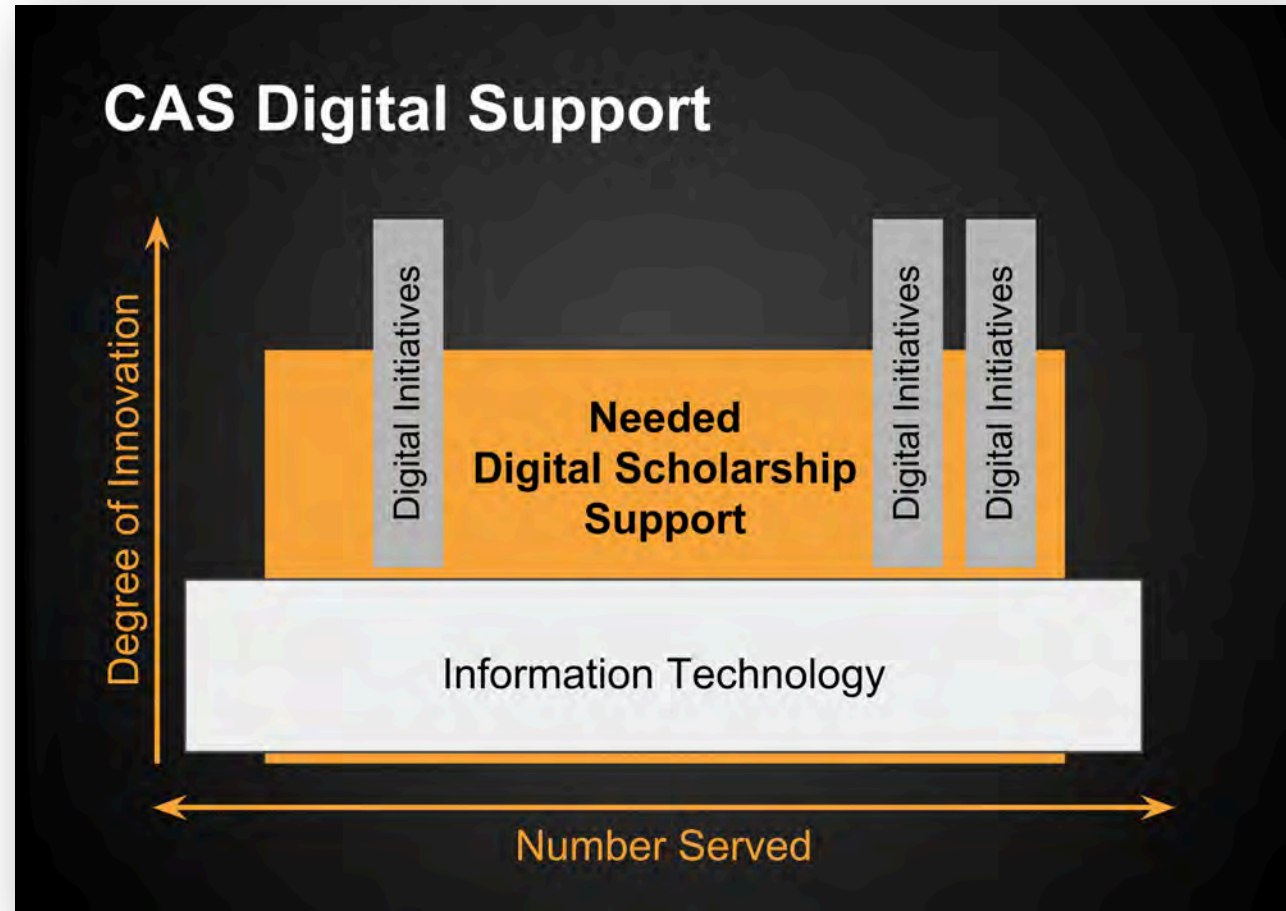 CAS Digital Support
Degree of Innovation
Digital Initiatives
Needed
Digital Scholarship
Support
Digital Initiatives
Digital Initiatives
Information Technology
Number Served